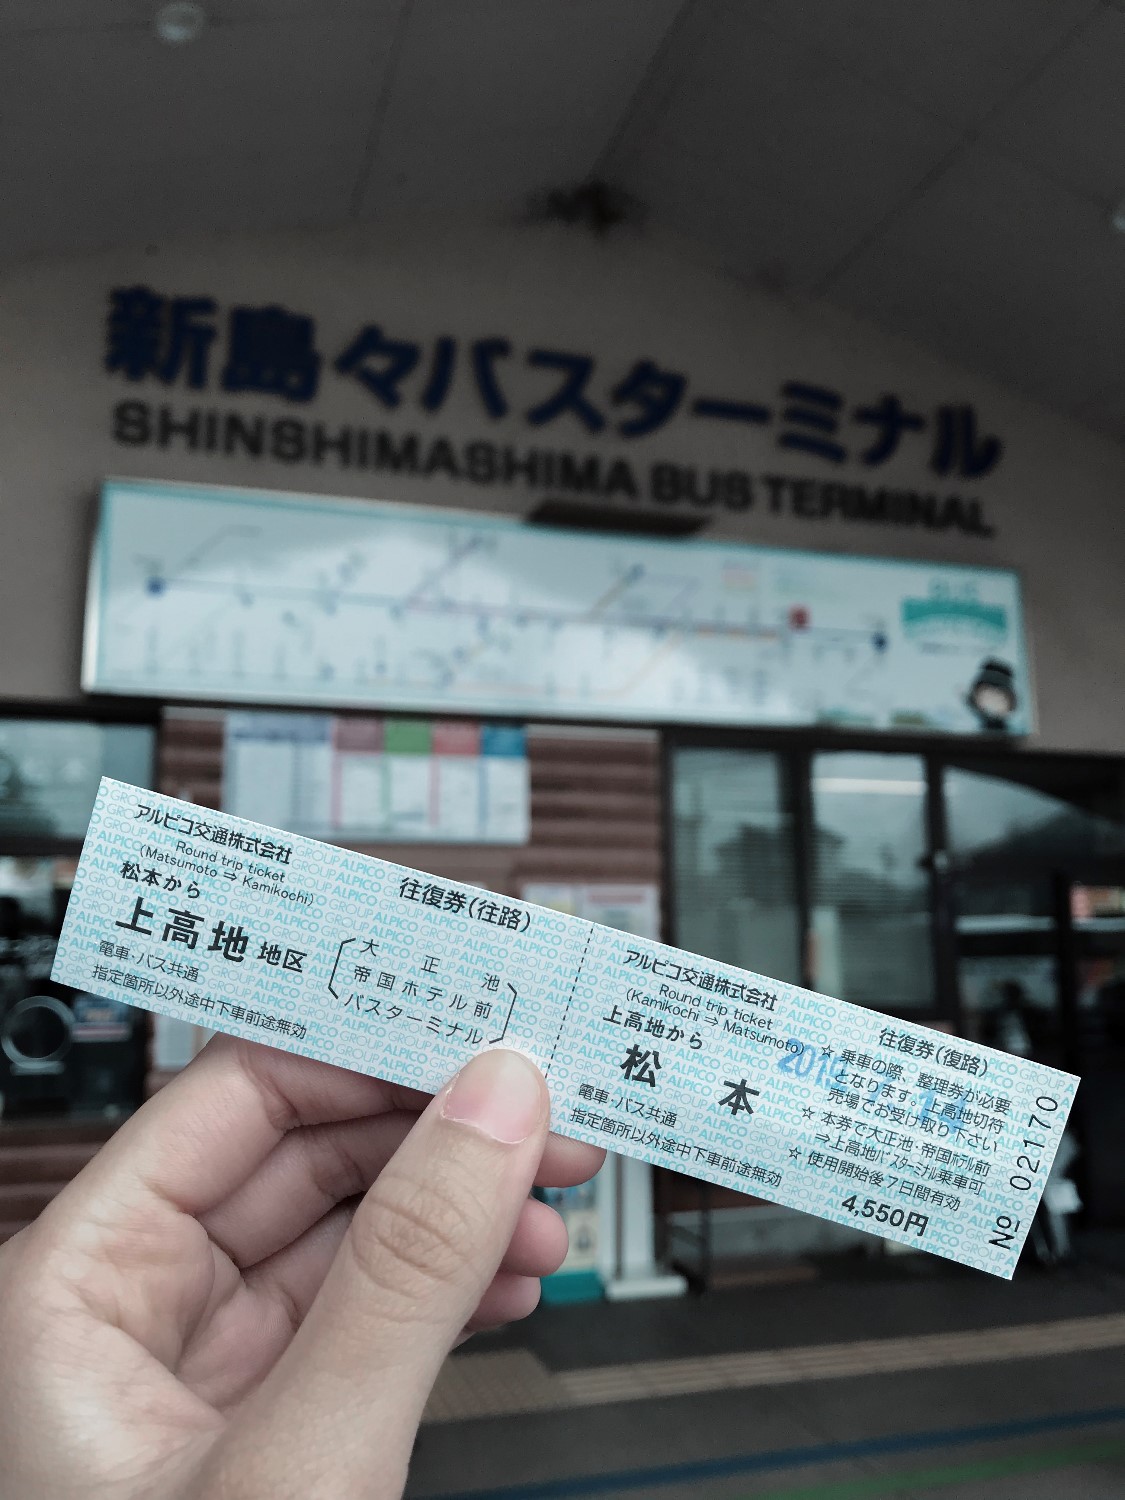 新島々バスターミナル
SHINSHIMASHIMA BUS TERMINAL
アルピコ交通株式会社
Round trip ticket
(Matsumoto ⇒ Kamikochi)
往復券(往路)
松本から
上高地 地区
大正池
帝国ホテル前
バスターミナル
電車・バス共通
指定箇所以外途中下車前途無効
アルピコ交通株式会社
Round trip ticket
(Kamikochi ⇒ Matsumoto)
往復券(復路)
上高地から
松本
電車・バス共通
指定箇所以外途中下車前途無効
☆ 乗車の際、整理券が必要
となります。上高地切符
売場でお受け取り下さい
☆ 本券で大正池・帝国ホテル前
⇒上高地バスターミナル乗車可
☆ 使用開始後7日間有効
4,550円
№ 02170
ALPICO GROUP